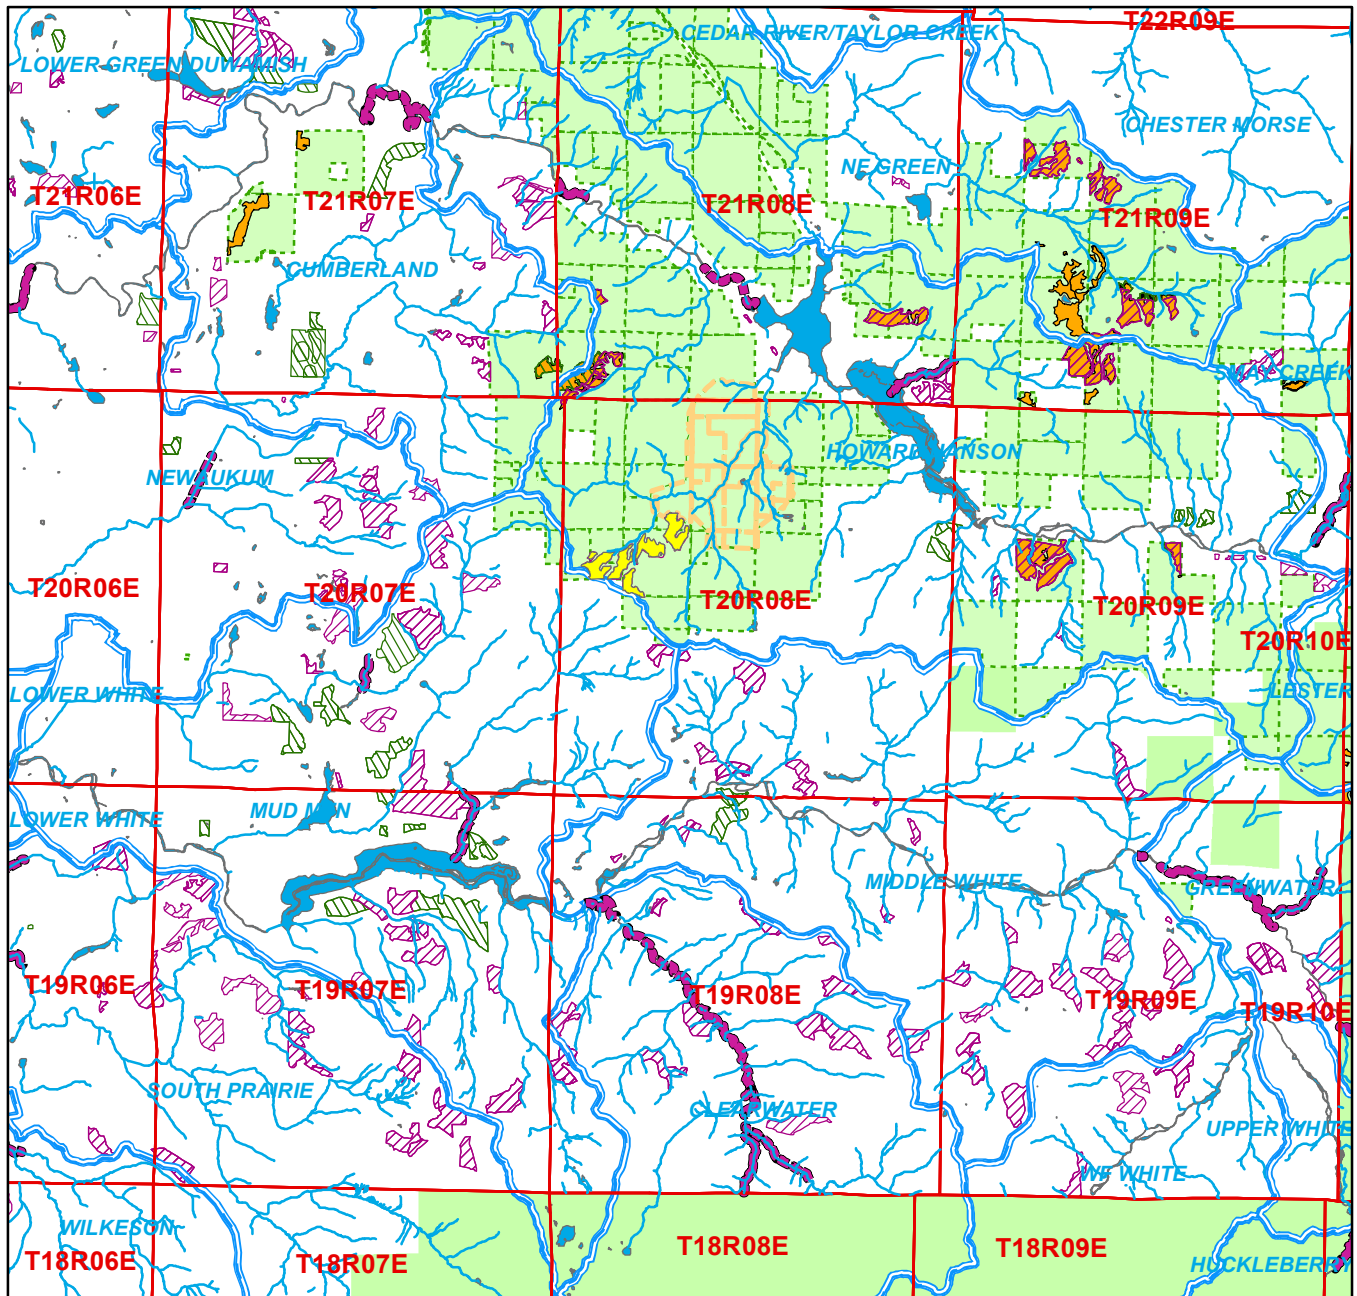 T22R09E
CEDAR RIVER/TAYLOR CREEK
LOWER GREEN DUWAMISH
CHESTER MORSE
NF GREEN
T21R06E
T21R07E
T21R08E
T21R09E
CUMBERLAND
SMAY CREEK
HOWARD HANSON
NEWAUKUM
T20R06E
T20R07E
T20R08E
T20R09E
T20R10E
LOWER WHITE
LESTER
MUD MTN
LOWER WHITE
MIDDLE WHITE
GREENWATER
T19R06E
T19R07E
T19R08E
T19R09E
T19R10E
SOUTH PRAIRIE
CLEARWATER
UPPER WHITE
WF WHITE
WILKESON
T18R06E
T18R07E
T18R08E
T18R09E
HUCKLEBERRY